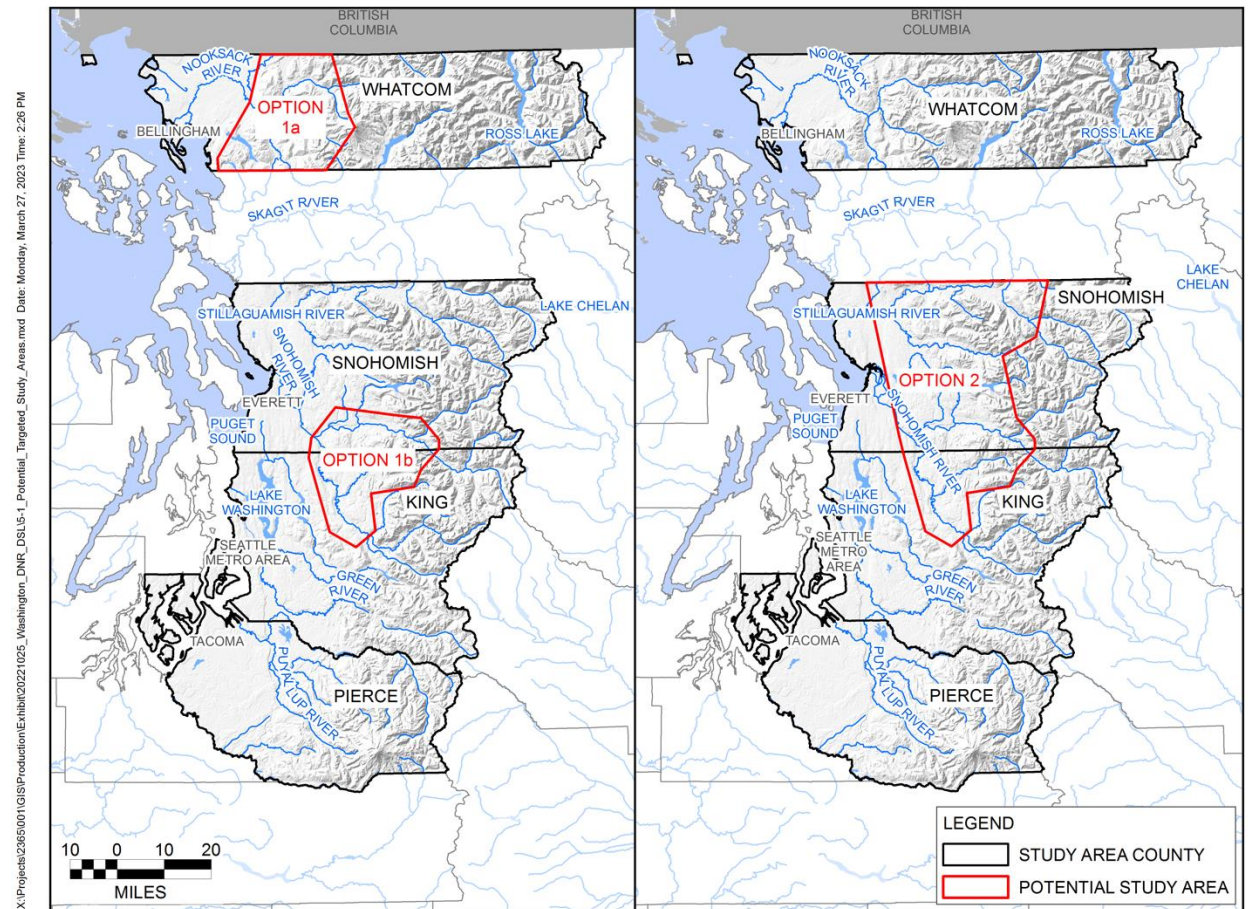 X:\Projects\2365\001\GIS\Production\Exhibit\20221025_Washington_DNR_DSL\5-1_Potential_Targeted_Study_Areas.mxd Date: Monday, March 27, 2023 Time: 2:26 PM
BRITISH
COLUMBIA
NOOKSACK
RIVER
OPTION
1a
WHATCOM
BELLINGHAM
ROSS LAKE
SKAGIT RIVER
LAKE CHELAN
STILLAGUAMISH RIVER
SNOHOMISH
RIVER
SNOHOMISH
EVERETT
PUGET
SOUND
OPTION 1b
LAKE
WASHINGTON
KING
SEATTLE
METRO AREA
GREEN
RIVER
TACOMA
PUYALLUP RIVER
PIERCE
10 0 10 20
MILES
BRITISH
COLUMBIA
NOOKSACK
RIVER
WHATCOM
BELLINGHAM
ROSS LAKE
SKAGIT RIVER
LAKE
CHELAN
SNOHOMISH
STILLAGUAMISH RIVER
OPTION 2
EVERETT
SNOHOMISH RIVER
PUGET
SOUND
LAKE
WASHINGTON
KING
SEATTLE
METRO
AREA
GREEN
RIVER
TACOMA
PUYALLUP RIVER
PIERCE
LEGEND
STUDY AREA COUNTY
POTENTIAL STUDY AREA